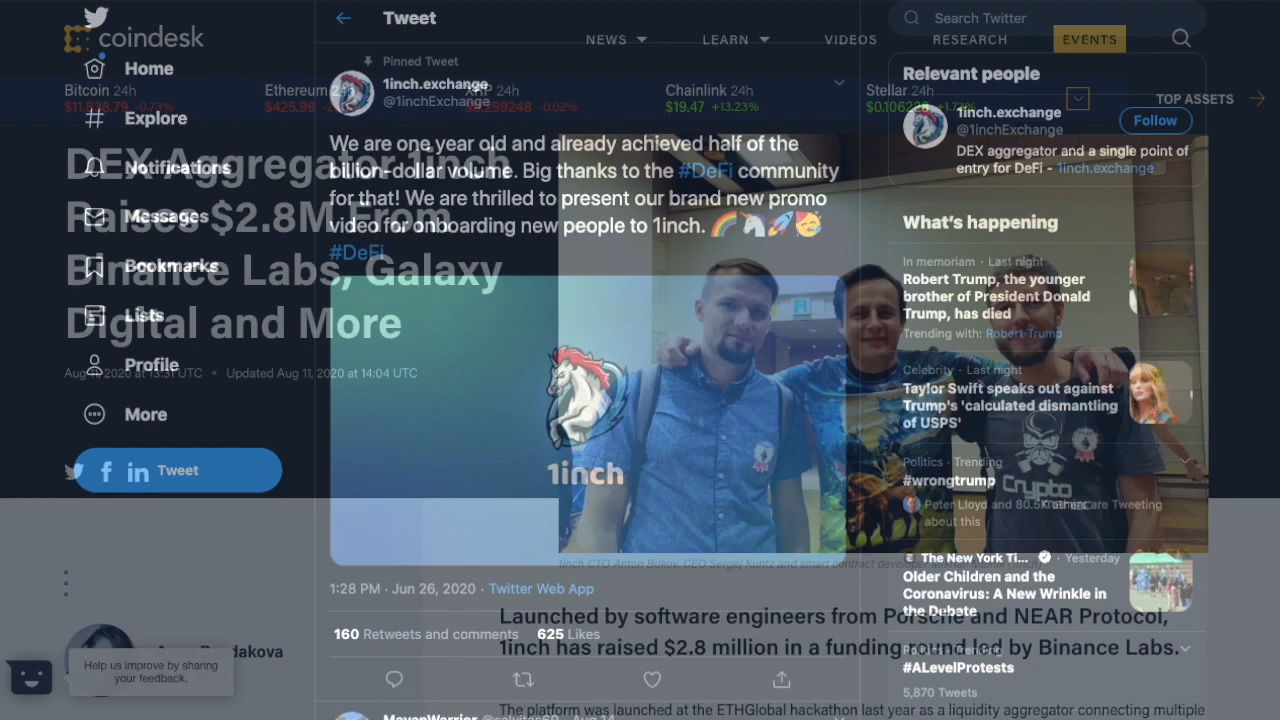 coindesk
NEWS
LEARN
VIDEOS
RESEARCH
EVENTS
Bitcoin 24h
$11,838.79 -0.73%
Ethereum 24h
$425.99
24h
-0.02%
Chainlink 24h
$19.47 +13.23%
Stellar 24h
TOP ASSETS
DEX Aggregator 1inch
Raises $2.8M From
Binance Labs, Galaxy
Digital and More
Aug 11, 2020 at 13:31 UTC • Updated Aug 11, 2020 at 14:04 UTC
Home
Explore
Notifications
Messages
Bookmarks
Lists
Profile
More
Tweet
Help us improve by sharing
your feedback.
Tweet
Pinned Tweet
1inch.exchange
@1inchExchange
We are one year old and already achieved half of the
billion-dollar volume. Big thanks to the #DeFi community
for that! We are thrilled to present our brand new promo
video for onboarding new people to 1inch. 🌈🦄🚀🥳
#DeFi
1inch
1:28 PM · Jun 26, 2020 · Twitter Web App
160 Retweets and comments 625 Likes
MavenWarrior
Crypto
1inch CTO Anton Bukov, CEO Sergej Kuntz and smart contract developer
Launched by software engineers from Porsche and NEAR Protocol,
1inch has raised $2.8 million in a funding round led by Binance Labs.
The platform was launched at the ETHGlobal hackathon last year as a liquidity aggregator connecting multiple
Search Twitter
Relevant people
1inch.exchange
@1inchExchange
Follow
DEX aggregator and a single point of
entry for DeFi - 1inch.exchange
What's happening
In memoriam · Last night
Robert Trump, the younger
brother of President Donald
Trump, has died
Trending with: Robert Trump
Celebrity · Last night
Taylor Swift speaks out against
Trump's 'calculated dismantling
of USPS'
Politics · Trending
#wrongtrump
Peter Lloyd and 80.5K others are Tweeting
about this
The New York Ti... · Yesterday
Older Children and the
Coronavirus: A New Wrinkle in
the Debate
Politics · Trending
#ALevelProtests
5,870 Tweets